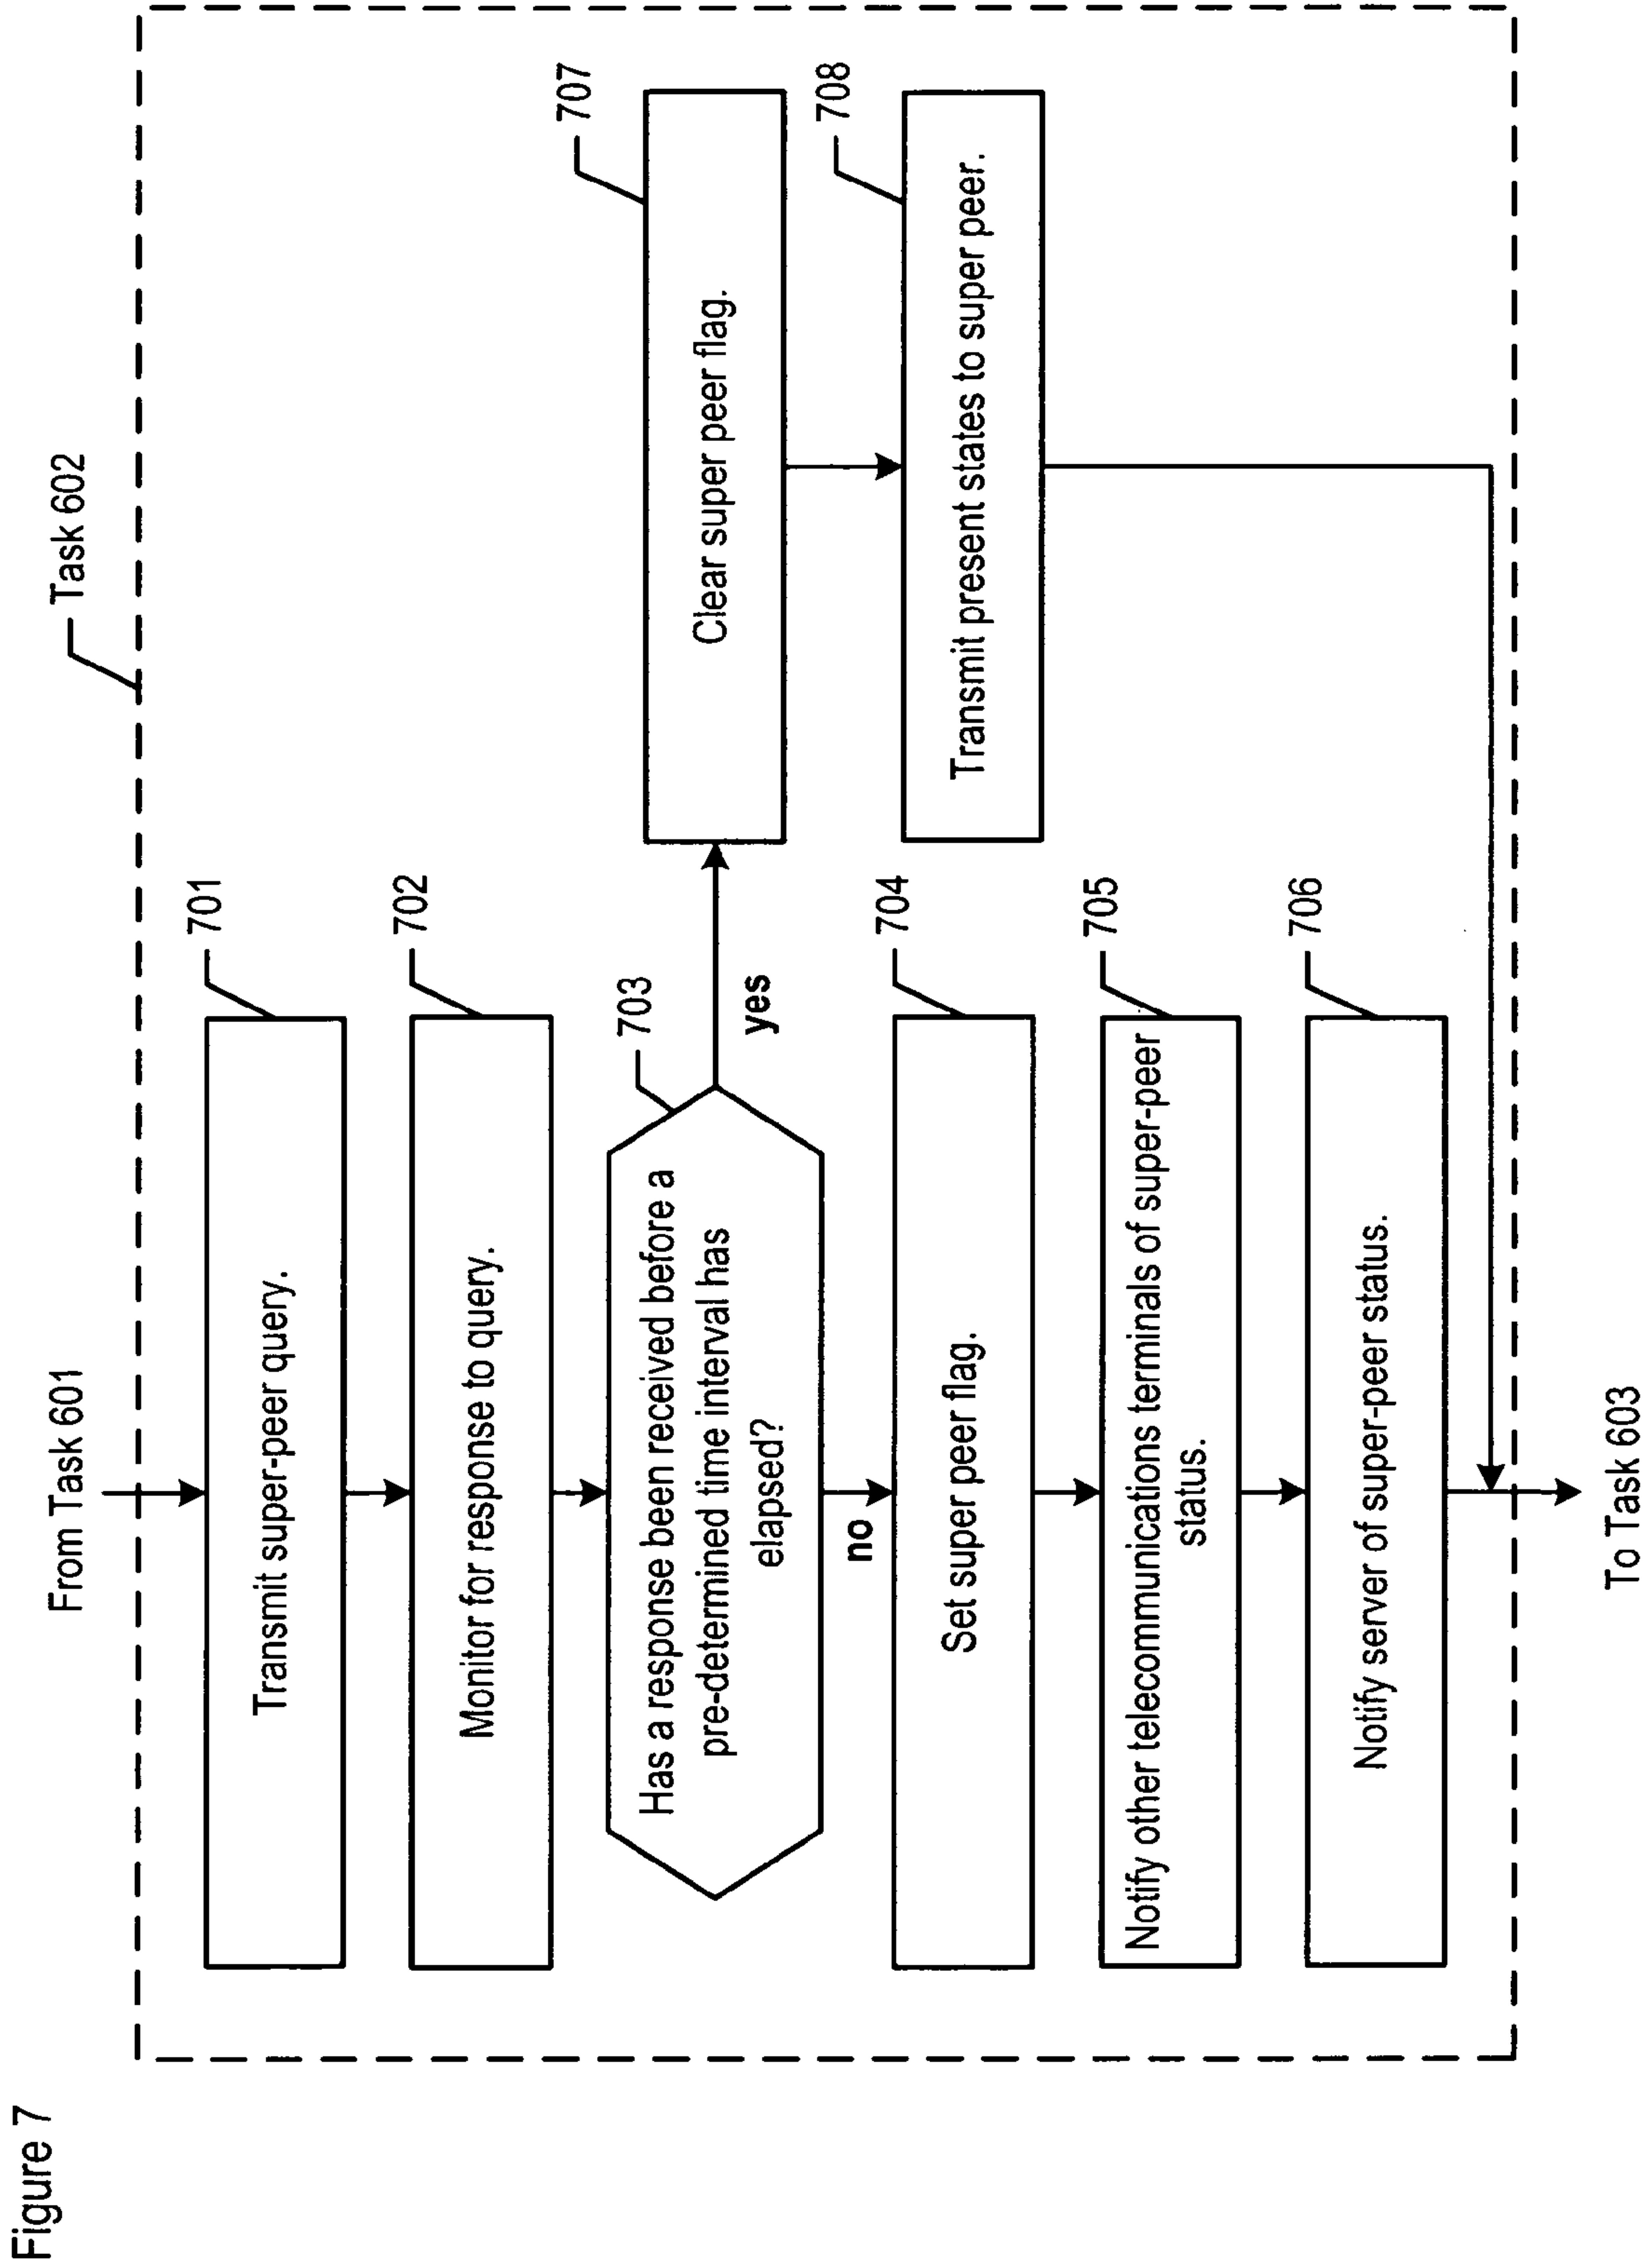 Figure 7
From Task 601
Task 602
701
Transmit super-peer query.
702
Monitor for response to query.
703
Has a response been received before a
pre-determined time interval has
elapsed?
yes
no
707
Clear super peer flag.
708
Transmit present states to super peer.
704
Set super peer flag.
705
Notify other telecommunications terminals of super-peer
status.
706
Notify server of super-peer status.
To Task 603